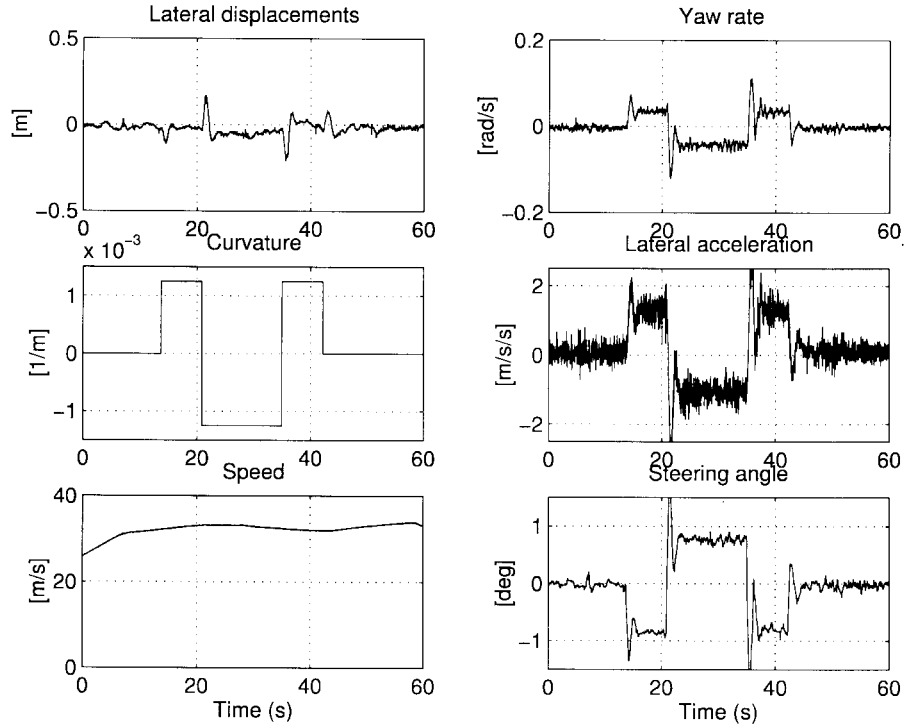 Lateral displacements
0.5
0
−0.5
[m]
0 20 40 60
Yaw rate
0.2
0
−0.2
[rad/s]
0 20 40 60
x 10⁻³
Curvature
1
0
−1
[1/m]
0 20 40 60
Lateral acceleration
2
0
−2
[m/s/s]
0 20 40 60
Speed
40
20
0
[m/s]
0 20 40 60
Time (s)
Steering angle
1
0
−1
[deg]
0 20 40 60
Time (s)